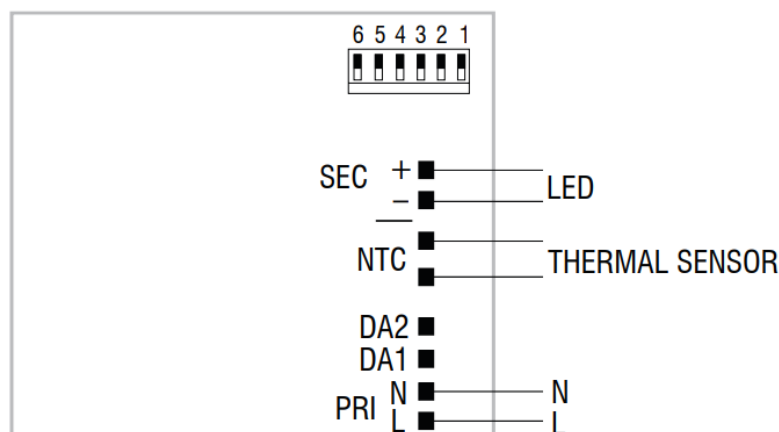 6 5 4 3 2 1
SEC + LED
−
NTC THERMAL SENSOR
DA2
DA1
PRI N N
L L